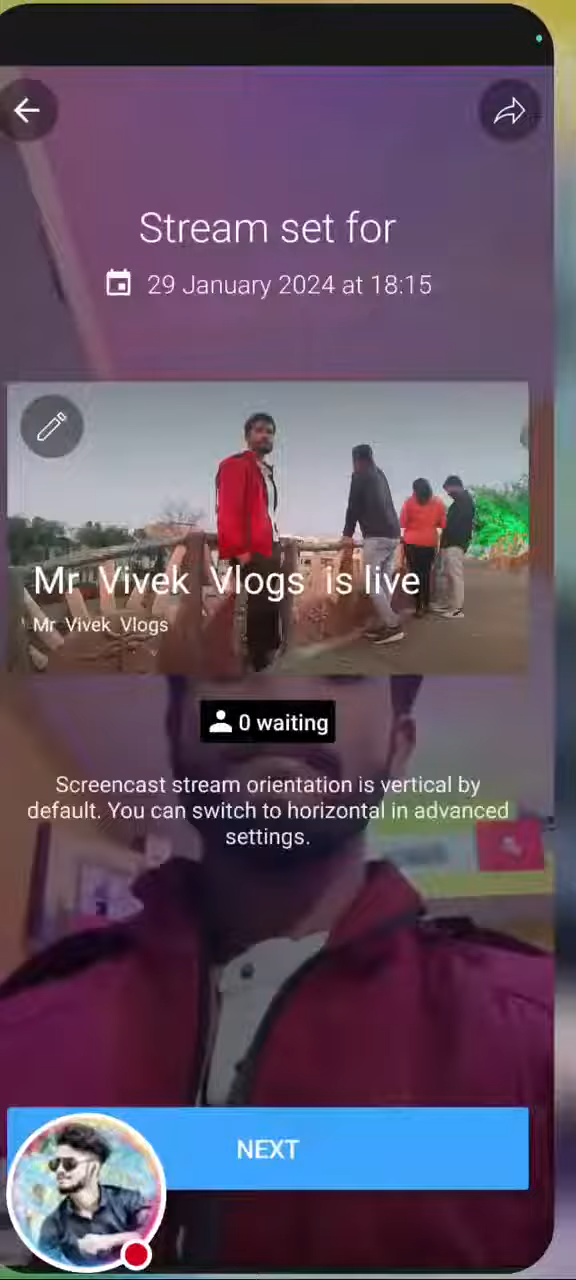 Stream set for
29 January 2024 at 18:15
Mr Vivek Vlogs is live
Mr Vivek Vlogs
0 waiting
Screencast stream orientation is vertical by
default. You can switch to horizontal in advanced
settings.
NEXT